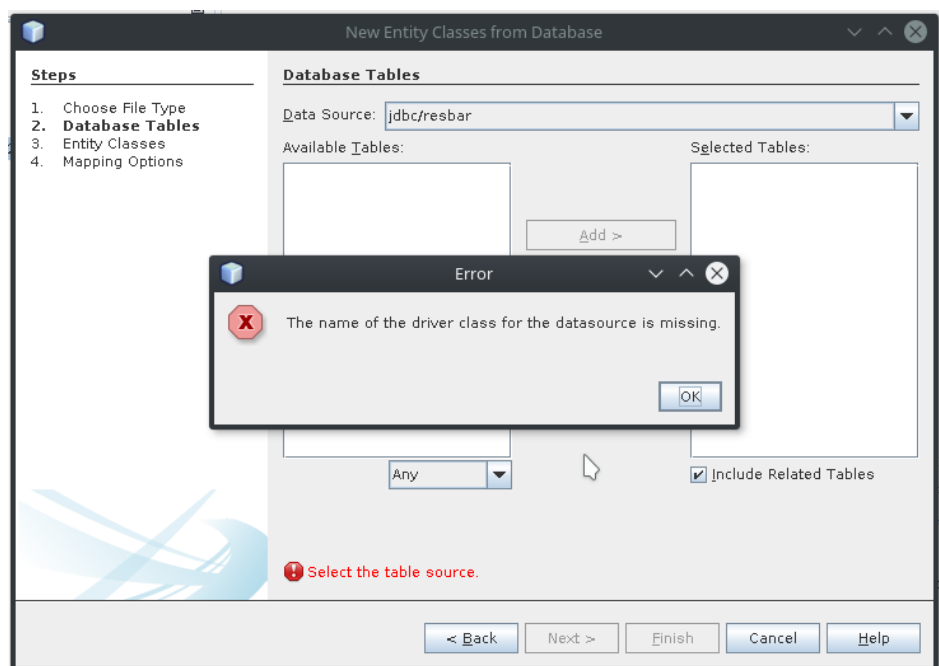 New Entity Classes from Database
Steps
1. Choose File Type
2. Database Tables
3. Entity Classes
4. Mapping Options
Database Tables
Data Source: jdbc/resbar
Available Tables:
Selected Tables:
Add >
Error
The name of the driver class for the datasource is missing.
OK
Any
Include Related Tables
Select the table source.
< Back Next > Finish Cancel Help